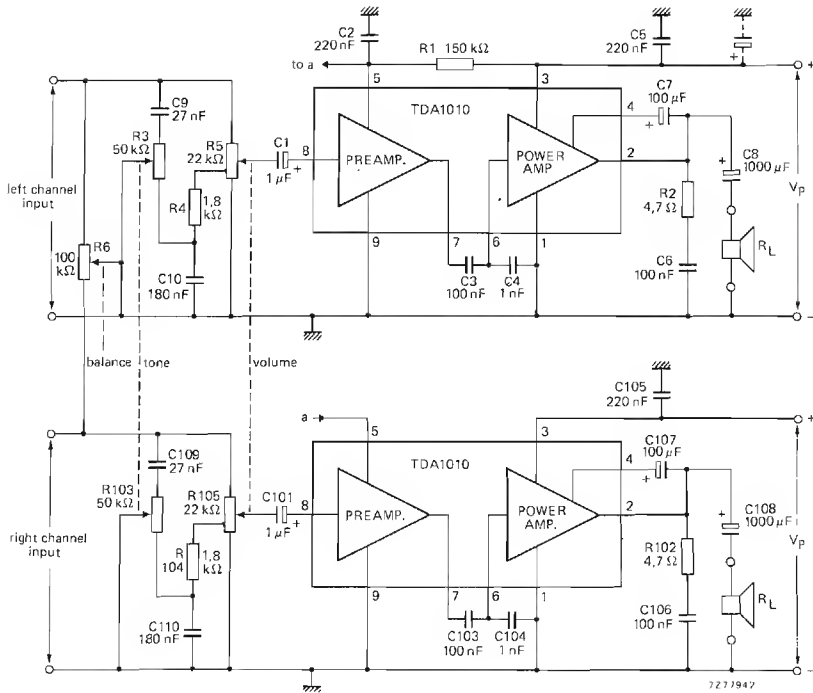 C2
220 nF
R1 150 kΩ
C5
220 nF
+
+
to a
5
3
C9
27 nF
TDA1010
4
C7
100 μF
+
R3
50 kΩ
R5
22 kΩ
C1
1 μF
+
8
PREAMP.
POWER
AMP
2
C8
1000 μF
+
Vp
left channel
input
R4
1,8
kΩ
R2
4,7 Ω
R6
100
kΩ
9
7
6
1
RL
C10
180 nF
C3
100 nF
C4
1 nF
C6
100 nF
−
balance
tone
volume
C105
220 nF
a
5
3
+
C109
27 nF
TDA1010
4
C107
100 μF
+
R103
50 kΩ
R105
22 kΩ
C101
1 μF
+
8
PREAMP.
POWER
AMP.
2
C108
1000 μF
+
Vp
right channel
input
R
104
1,8
kΩ
R102
4,7 Ω
9
7
6
1
RL
C110
180 nF
C103
100 nF
C104
1 nF
C106
100 nF
−
7Z77942